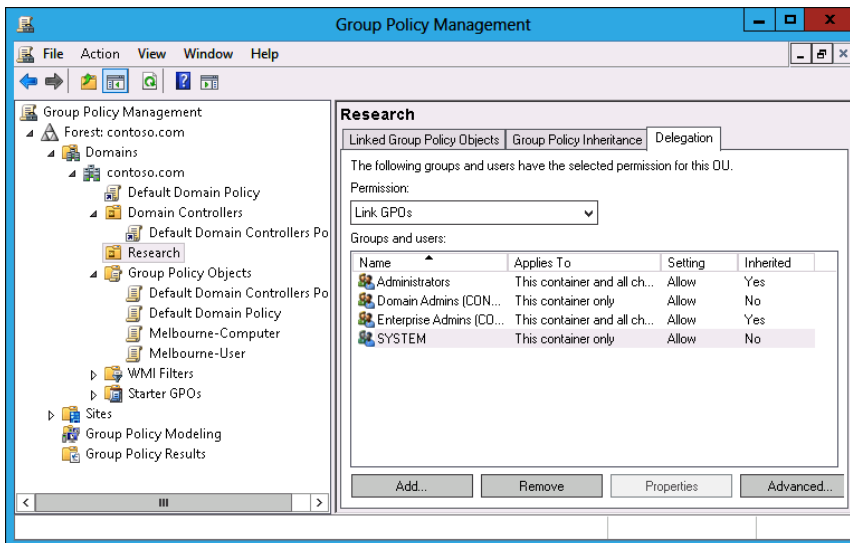 Group Policy Management
File Action View Window Help
Group Policy Management
Forest: contoso.com
Domains
contoso.com
Default Domain Policy
Domain Controllers
Default Domain Controllers Po
Research
Group Policy Objects
Default Domain Controllers Po
Default Domain Policy
Melbourne-Computer
Melbourne-User
WMI Filters
Starter GPOs
Sites
Group Policy Modeling
Group Policy Results
Research
Linked Group Policy Objects Group Policy Inheritance Delegation
The following groups and users have the selected permission for this OU.
Permission:
Link GPOs
Groups and users:
Name Applies To Setting Inherited
Administrators This container and all ch... Allow Yes
Domain Admins (CON... This container only Allow No
Enterprise Admins (CO... This container and all ch... Allow Yes
SYSTEM This container only Allow No
Add... Remove Properties Advanced...